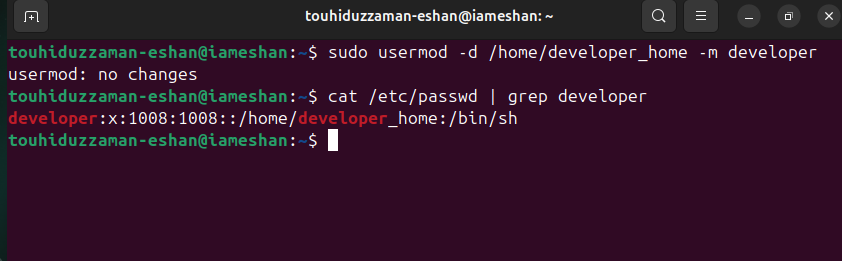 touhiduzzaman-eshan@iameshan: ~
touhiduzzaman-eshan@iameshan:~$ sudo usermod -d /home/developer_home -m developer
usermod: no changes
touhiduzzaman-eshan@iameshan:~$ cat /etc/passwd | grep developer
developer:x:1008:1008::/home/developer_home:/bin/sh
touhiduzzaman-eshan@iameshan:~$